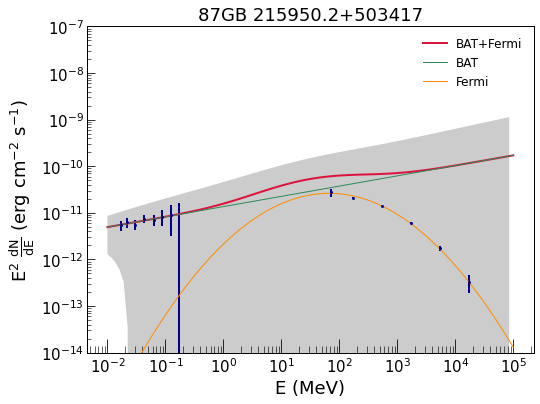 87GB 215950.2+503417
BAT+Fermi
BAT
Fermi
10⁻⁷
10⁻⁸
10⁻⁹
10⁻¹⁰
10⁻¹¹
10⁻¹²
10⁻¹³
10⁻¹⁴
E² dN/dE (erg cm⁻² s⁻¹)
10⁻² 10⁻¹ 10⁰ 10¹ 10² 10³ 10⁴ 10⁵
E (MeV)